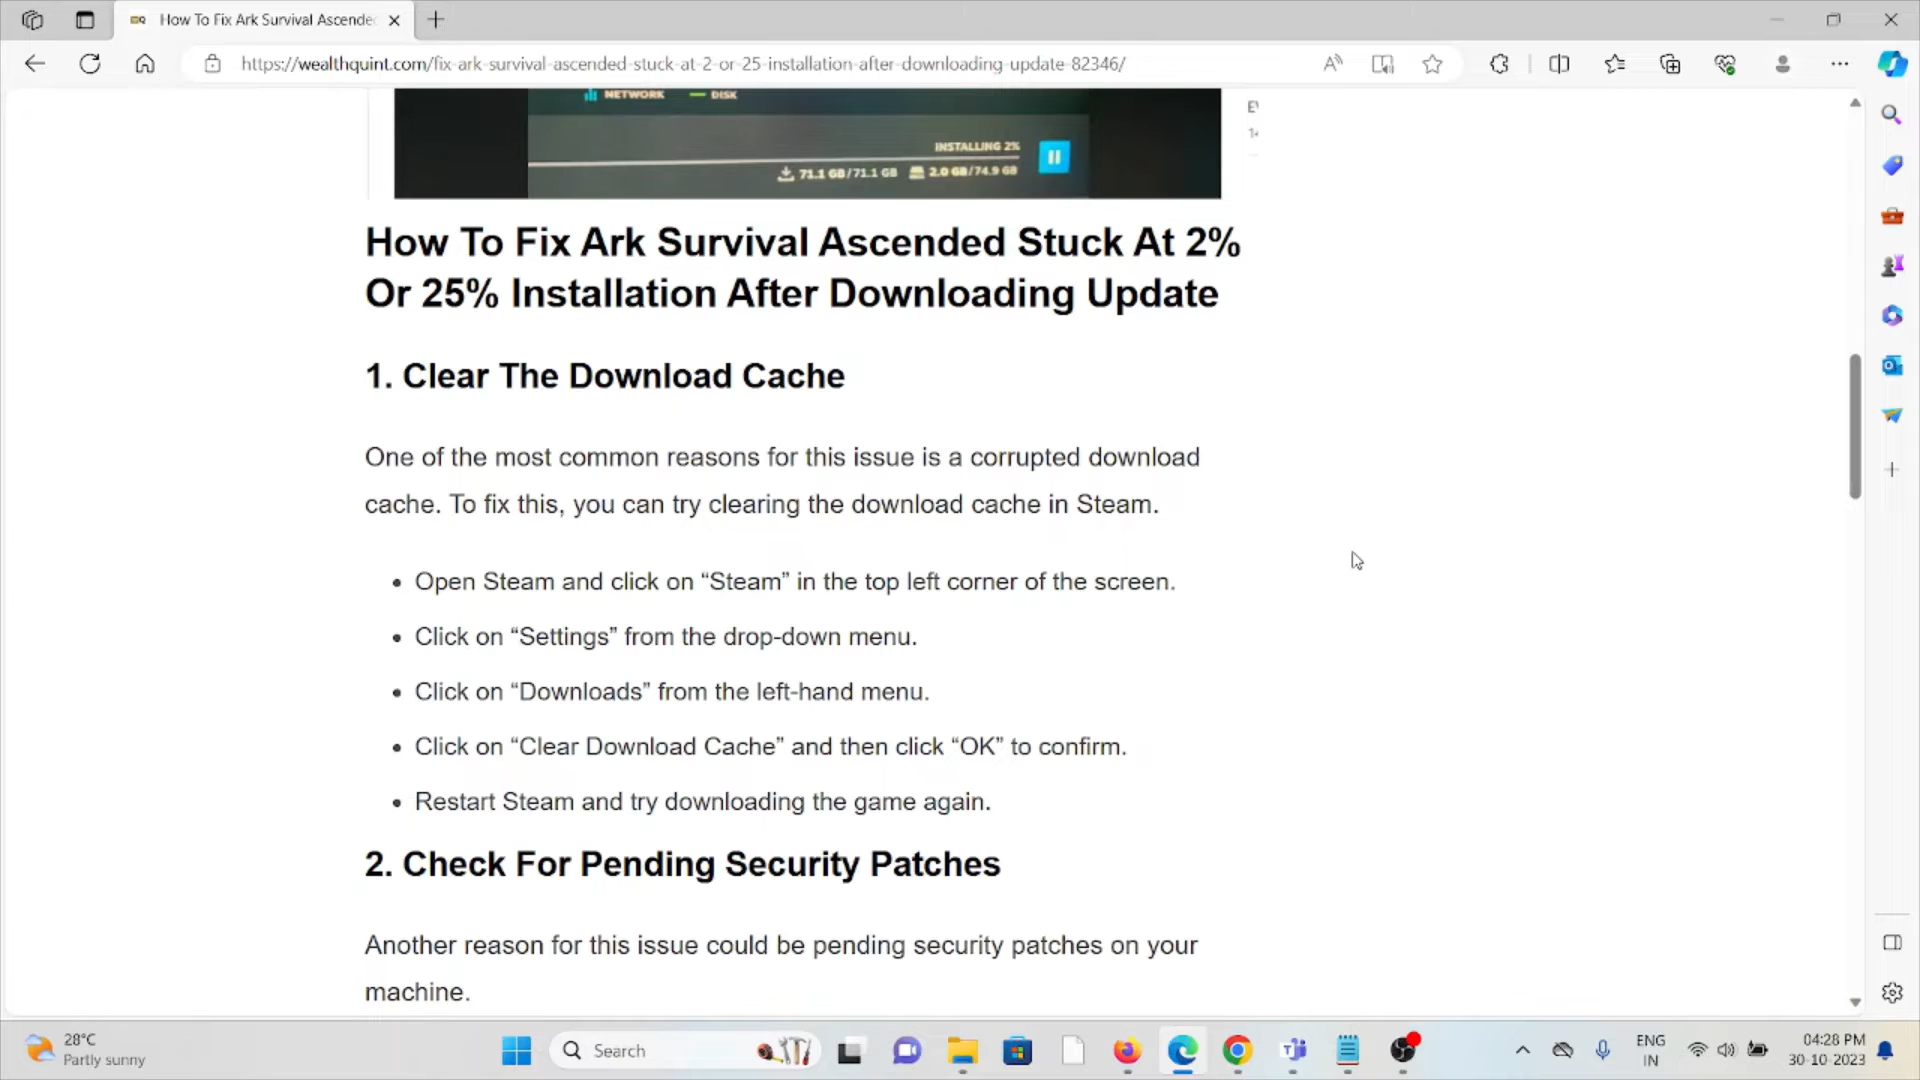 How To Fix Ark Survival Ascende
https://wealthquint.com/fix-ark-survival-ascended-stuck-at-2-or-25-installation-after-downloading-update-82346/
NETWORK DISK
INSTALLING 2%
71.1 GB/71.1 GB 2.0 GB/74.9 GB
How To Fix Ark Survival Ascended Stuck At 2%
Or 25% Installation After Downloading Update
1. Clear The Download Cache
One of the most common reasons for this issue is a corrupted download
cache. To fix this, you can try clearing the download cache in Steam.
• Open Steam and click on “Steam” in the top left corner of the screen.
• Click on “Settings” from the drop-down menu.
• Click on “Downloads” from the left-hand menu.
• Click on “Clear Download Cache” and then click “OK” to confirm.
• Restart Steam and try downloading the game again.
2. Check For Pending Security Patches
Another reason for this issue could be pending security patches on your
machine.
28°C
Partly sunny
Search
ENG
IN
04:28 PM
30-10-2023